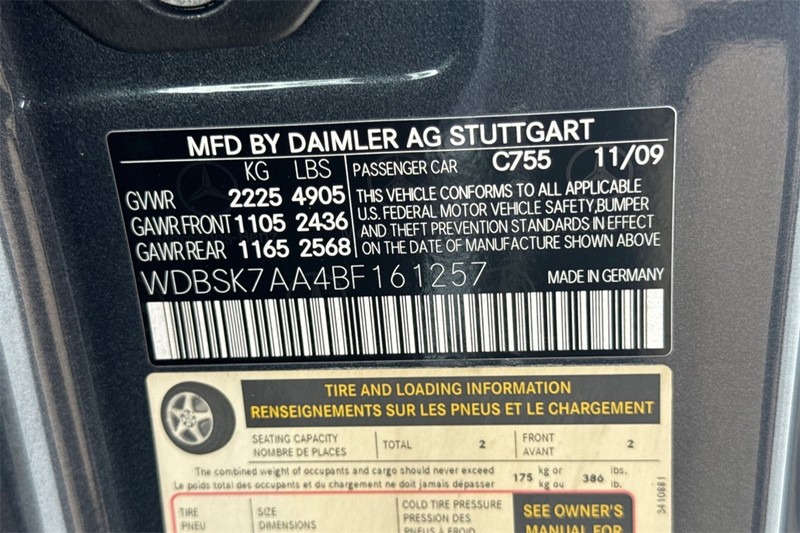 MFD BY DAIMLER AG STUTTGART
KG LBS PASSENGER CAR C755 11/09
GVWR 2225 4905
GAWR FRONT 1105 2436
GAWR REAR 1165 2568
THIS VEHICLE CONFORMS TO ALL APPLICABLE
U.S. FEDERAL MOTOR VEHICLE SAFETY,BUMPER
AND THEFT PREVENTION STANDARDS IN EFFECT
ON THE DATE OF MANUFACTURE SHOWN ABOVE.
WDBSK7AA4BF161257 MADE IN GERMANY
TIRE AND LOADING INFORMATION
RENSEIGNEMENTS SUR LES PNEUS ET LE CHARGEMENT
SEATING CAPACITY
NOMBRE DE PLACES
TOTAL 2
FRONT
AVANT
2
The combined weight of occupants and cargo should never exceed
Le poids total des occupants et du chargement ne doit jamais dépasser
175 kg or
kg ou
386 lbs.
lb.
3410881
TIRE
PNEU
SIZE
DIMENSIONS
COLD TIRE PRESSURE
PRESSION DES
PNEUS À FROID
SEE OWNER'S
MANUAL FOR